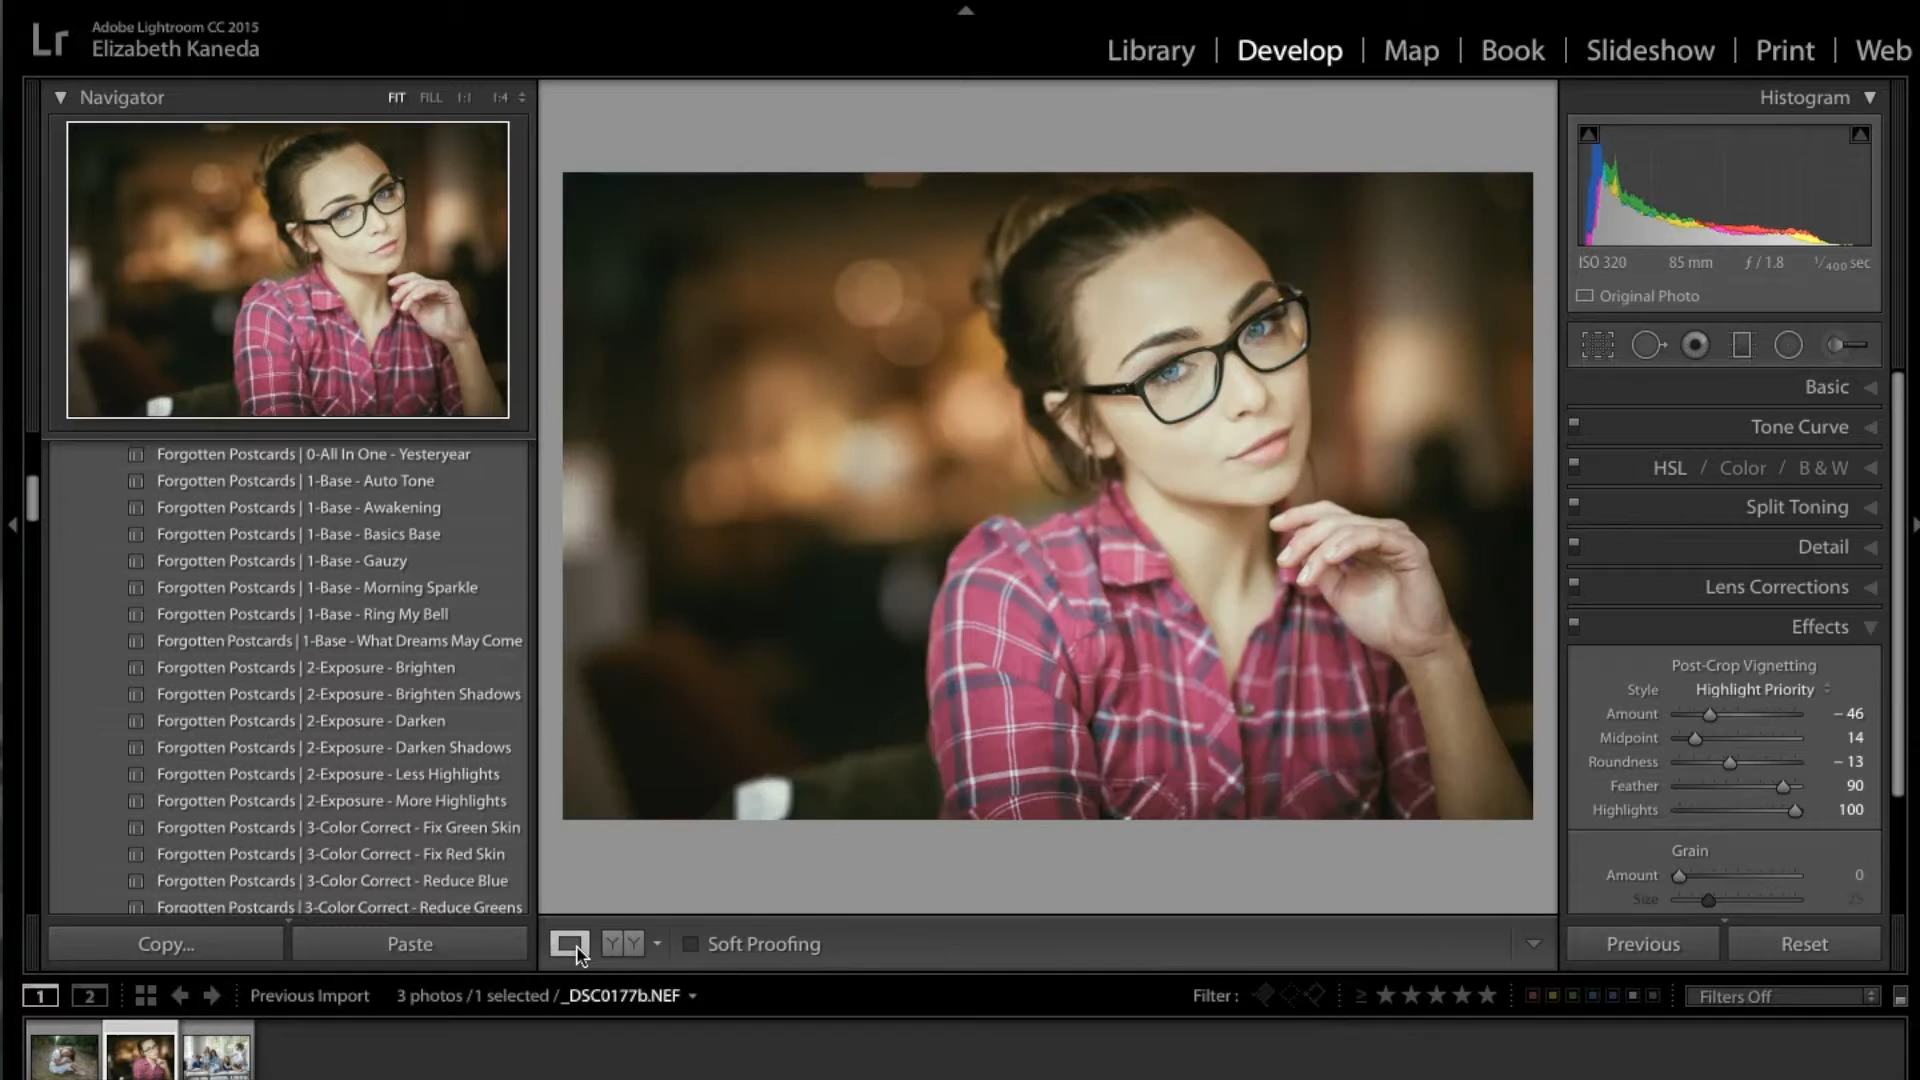 Lr
Adobe Lightroom CC 2015
Elizabeth Kaneda
Library | Develop | Map | Book | Slideshow | Print | Web
Navigator FIT FILL 1:1 1:4
Forgotten Postcards | 0-All In One - Yesteryear
Forgotten Postcards | 1-Base - Auto Tone
Forgotten Postcards | 1-Base - Awakening
Forgotten Postcards | 1-Base - Basics Base
Forgotten Postcards | 1-Base - Gauzy
Forgotten Postcards | 1-Base - Morning Sparkle
Forgotten Postcards | 1-Base - Ring My Bell
Forgotten Postcards | 1-Base - What Dreams May Come
Forgotten Postcards | 2-Exposure - Brighten
Forgotten Postcards | 2-Exposure - Brighten Shadows
Forgotten Postcards | 2-Exposure - Darken
Forgotten Postcards | 2-Exposure - Darken Shadows
Forgotten Postcards | 2-Exposure - Less Highlights
Forgotten Postcards | 2-Exposure - More Highlights
Forgotten Postcards | 3-Color Correct - Fix Green Skin
Forgotten Postcards | 3-Color Correct - Fix Red Skin
Forgotten Postcards | 3-Color Correct - Reduce Blue
Forgotten Postcards | 3-Color Correct - Reduce Greens
Copy... Paste
Y Y Soft Proofing
Histogram
ISO 320 85 mm ƒ / 1.8 1/400 sec
Original Photo
Basic
Tone Curve
HSL / Color / B & W
Split Toning
Detail
Lens Corrections
Effects
Post-Crop Vignetting
Style Highlight Priority
Amount − 46
Midpoint 14
Roundness − 13
Feather 90
Highlights 100
Grain
Amount 0
Size 25
Previous Reset
1 2 Previous Import 3 photos / 1 selected / _DSC0177b.NEF Filter : ≥ ★★★★★ Filters Off